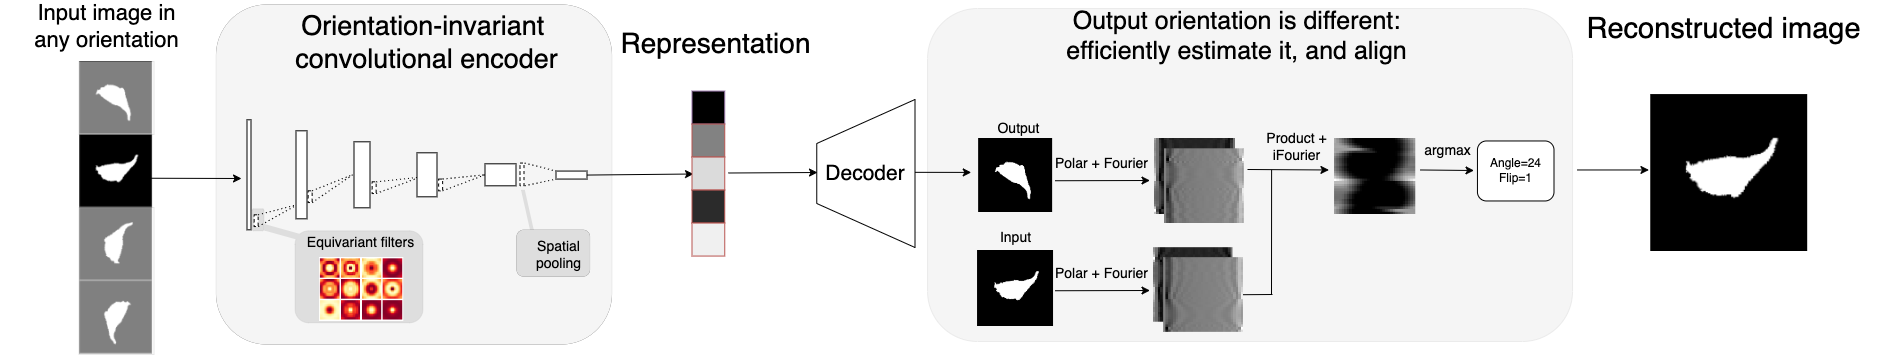 Input image in
any orientation
Orientation-invariant
convolutional encoder
Equivariant filters
Spatial
pooling
Representation
Decoder
Output orientation is different:
efficiently estimate it, and align
Output
Polar + Fourier
Input
Polar + Fourier
Product +
iFourier
argmax
Angle=24
Flip=1
Reconstructed image